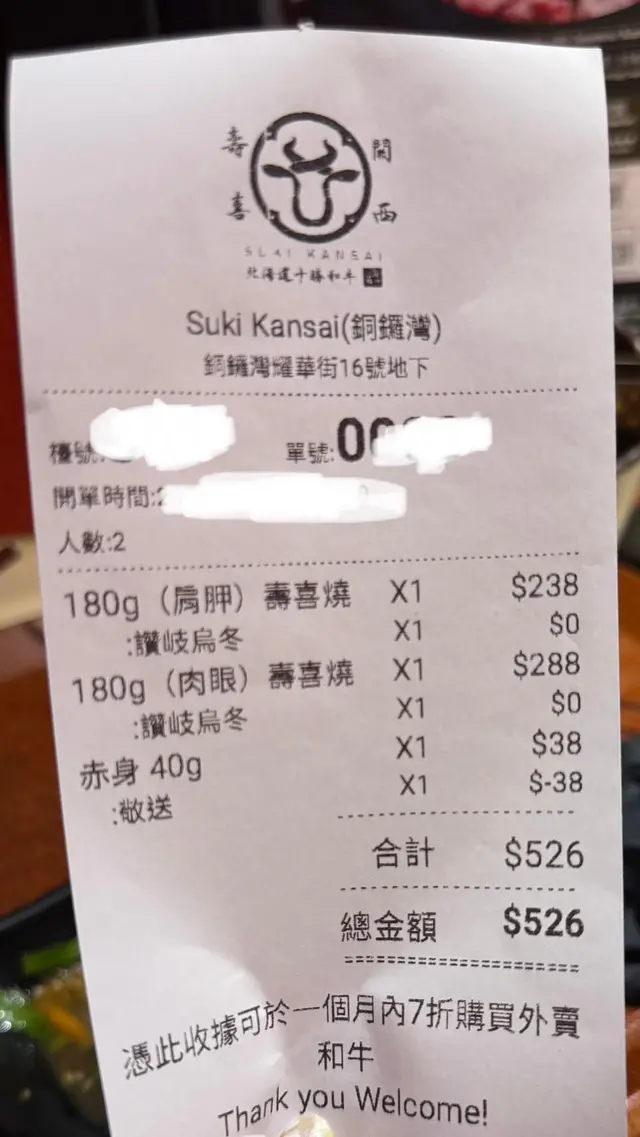 壽 關
喜 西
SUKI KANSAI
北海道十勝和牛
Suki Kansai(銅鑼灣)
銅鑼灣耀華街16號地下
檯號: 單號:00
開單時間:2
人數:2
180g（肩胛）壽喜燒 X1 $238
:讚岐烏冬 X1 $0
180g（肉眼）壽喜燒 X1 $288
:讚岐烏冬 X1 $0
赤身 40g X1 $38
:敬送 X1 $-38
合計 $526
總金額 $526
憑此收據可於一個月內7折購買外賣
和牛
Thank you Welcome!